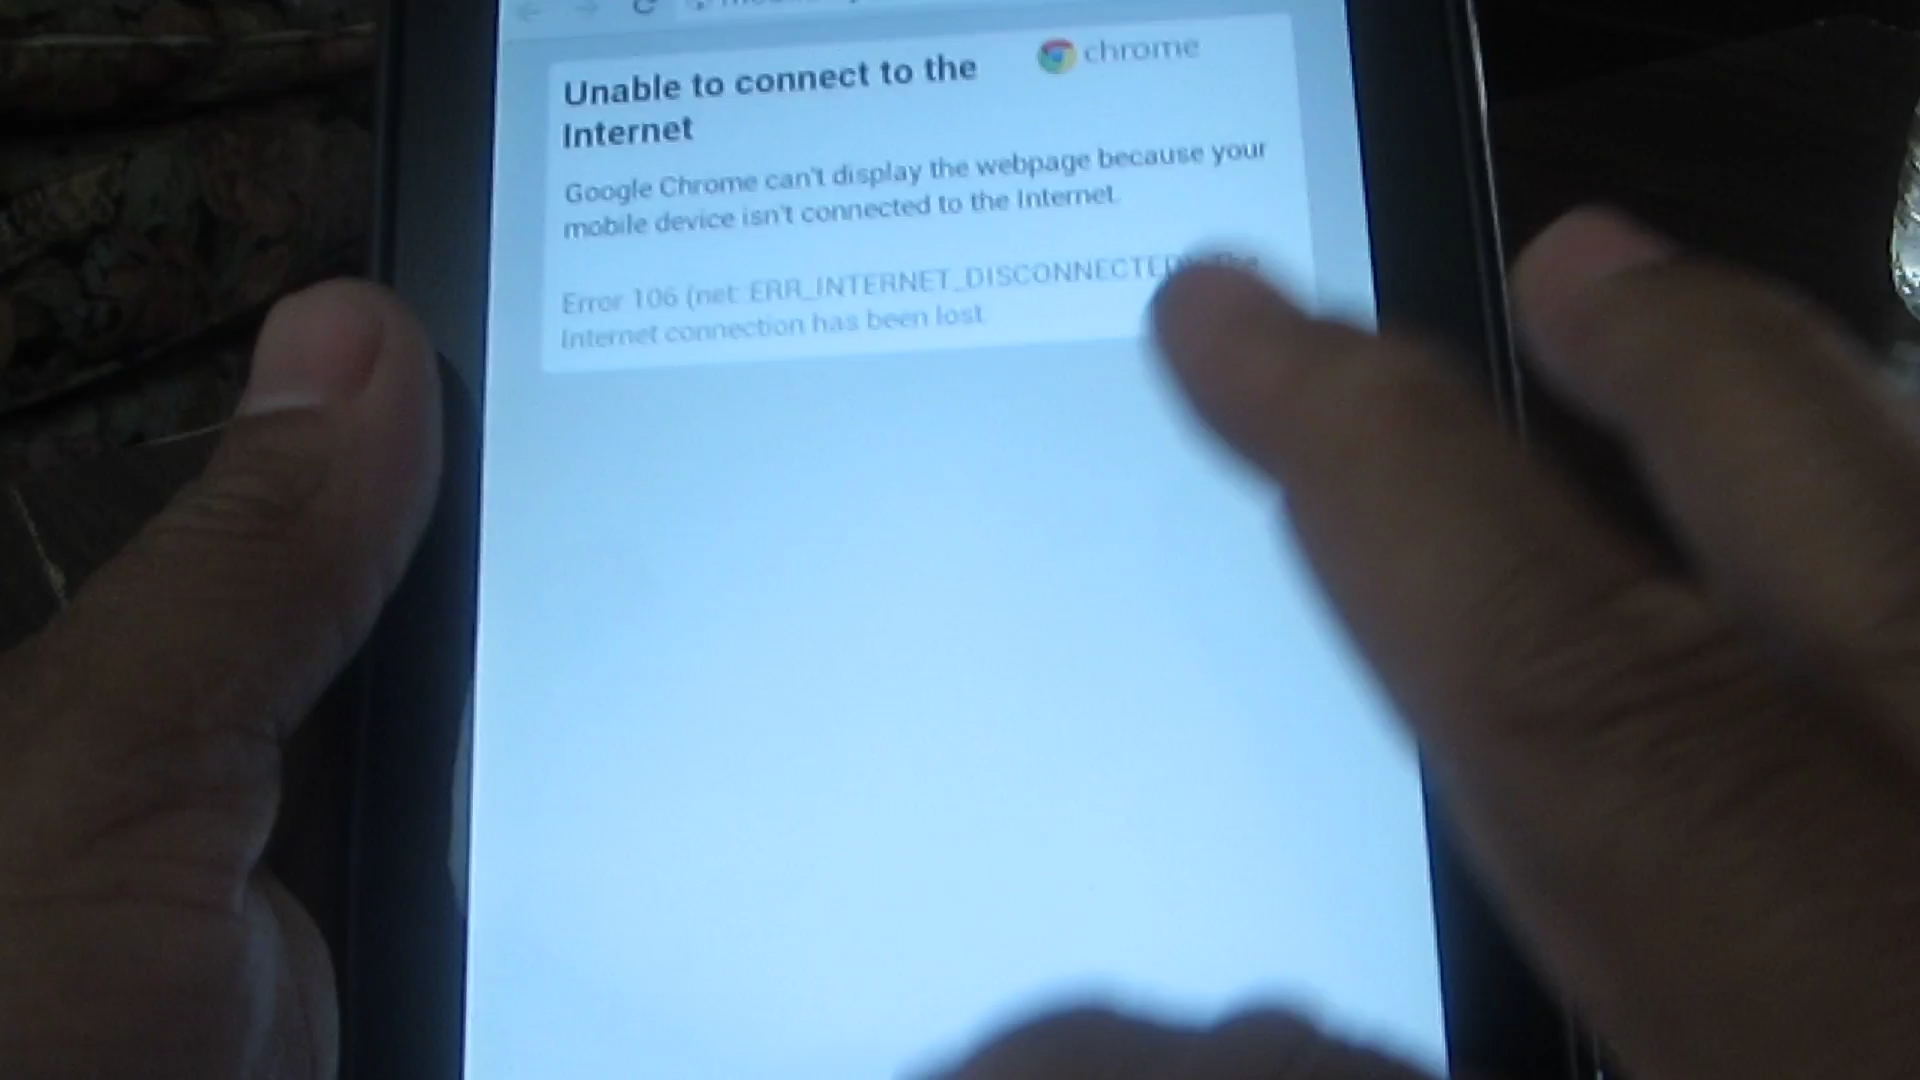 Unable to connect to the
Internet
chrome
Google Chrome can't display the webpage because your
mobile device isn't connected to the Internet.
Error 106 (net::ERR_INTERNET_DISCONNECTED): The
Internet connection has been lost.